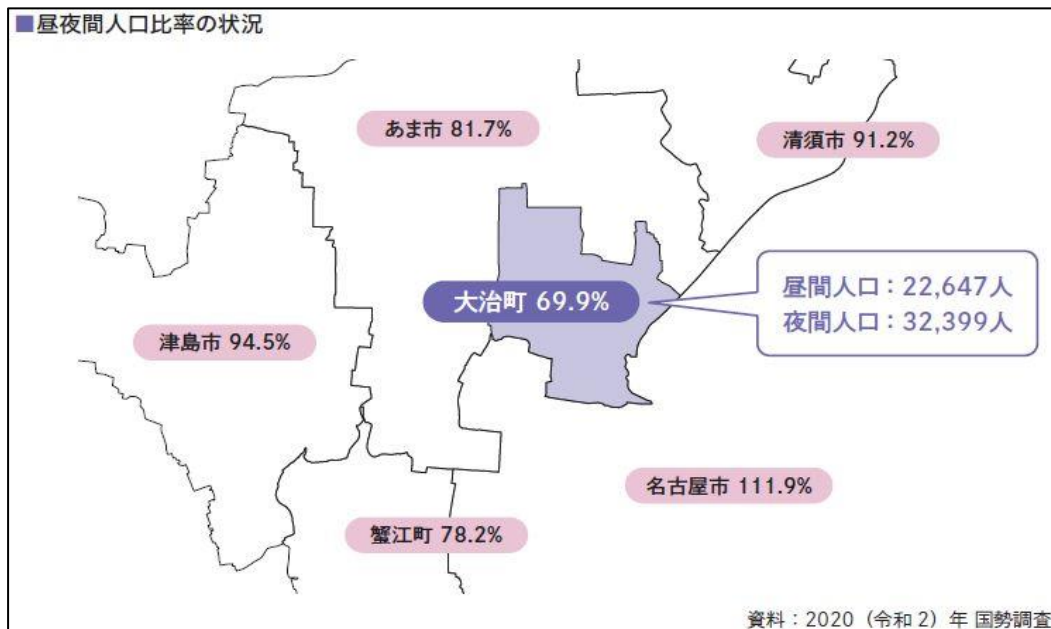 ■昼夜間人口比率の状況
あま市 81.7%
清須市 91.2%
大治町 69.9%
昼間人口：22,647人
夜間人口：32,399人
津島市 94.5%
名古屋市 111.9%
蟹江町 78.2%
資料：2020（令和2）年 国勢調査